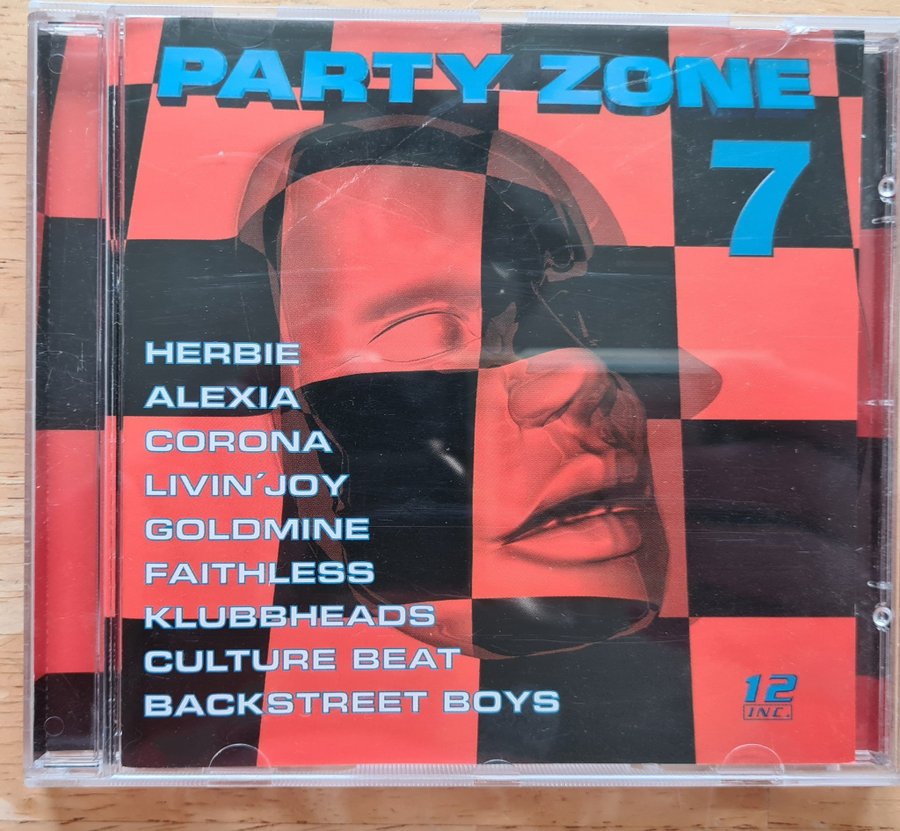 PARTY ZONE
7
HERBIE
ALEXIA
CORONA
LIVIN´JOY
GOLDMINE
FAITHLESS
KLUBBHEADS
CULTURE BEAT
BACKSTREET BOYS
12
INC.